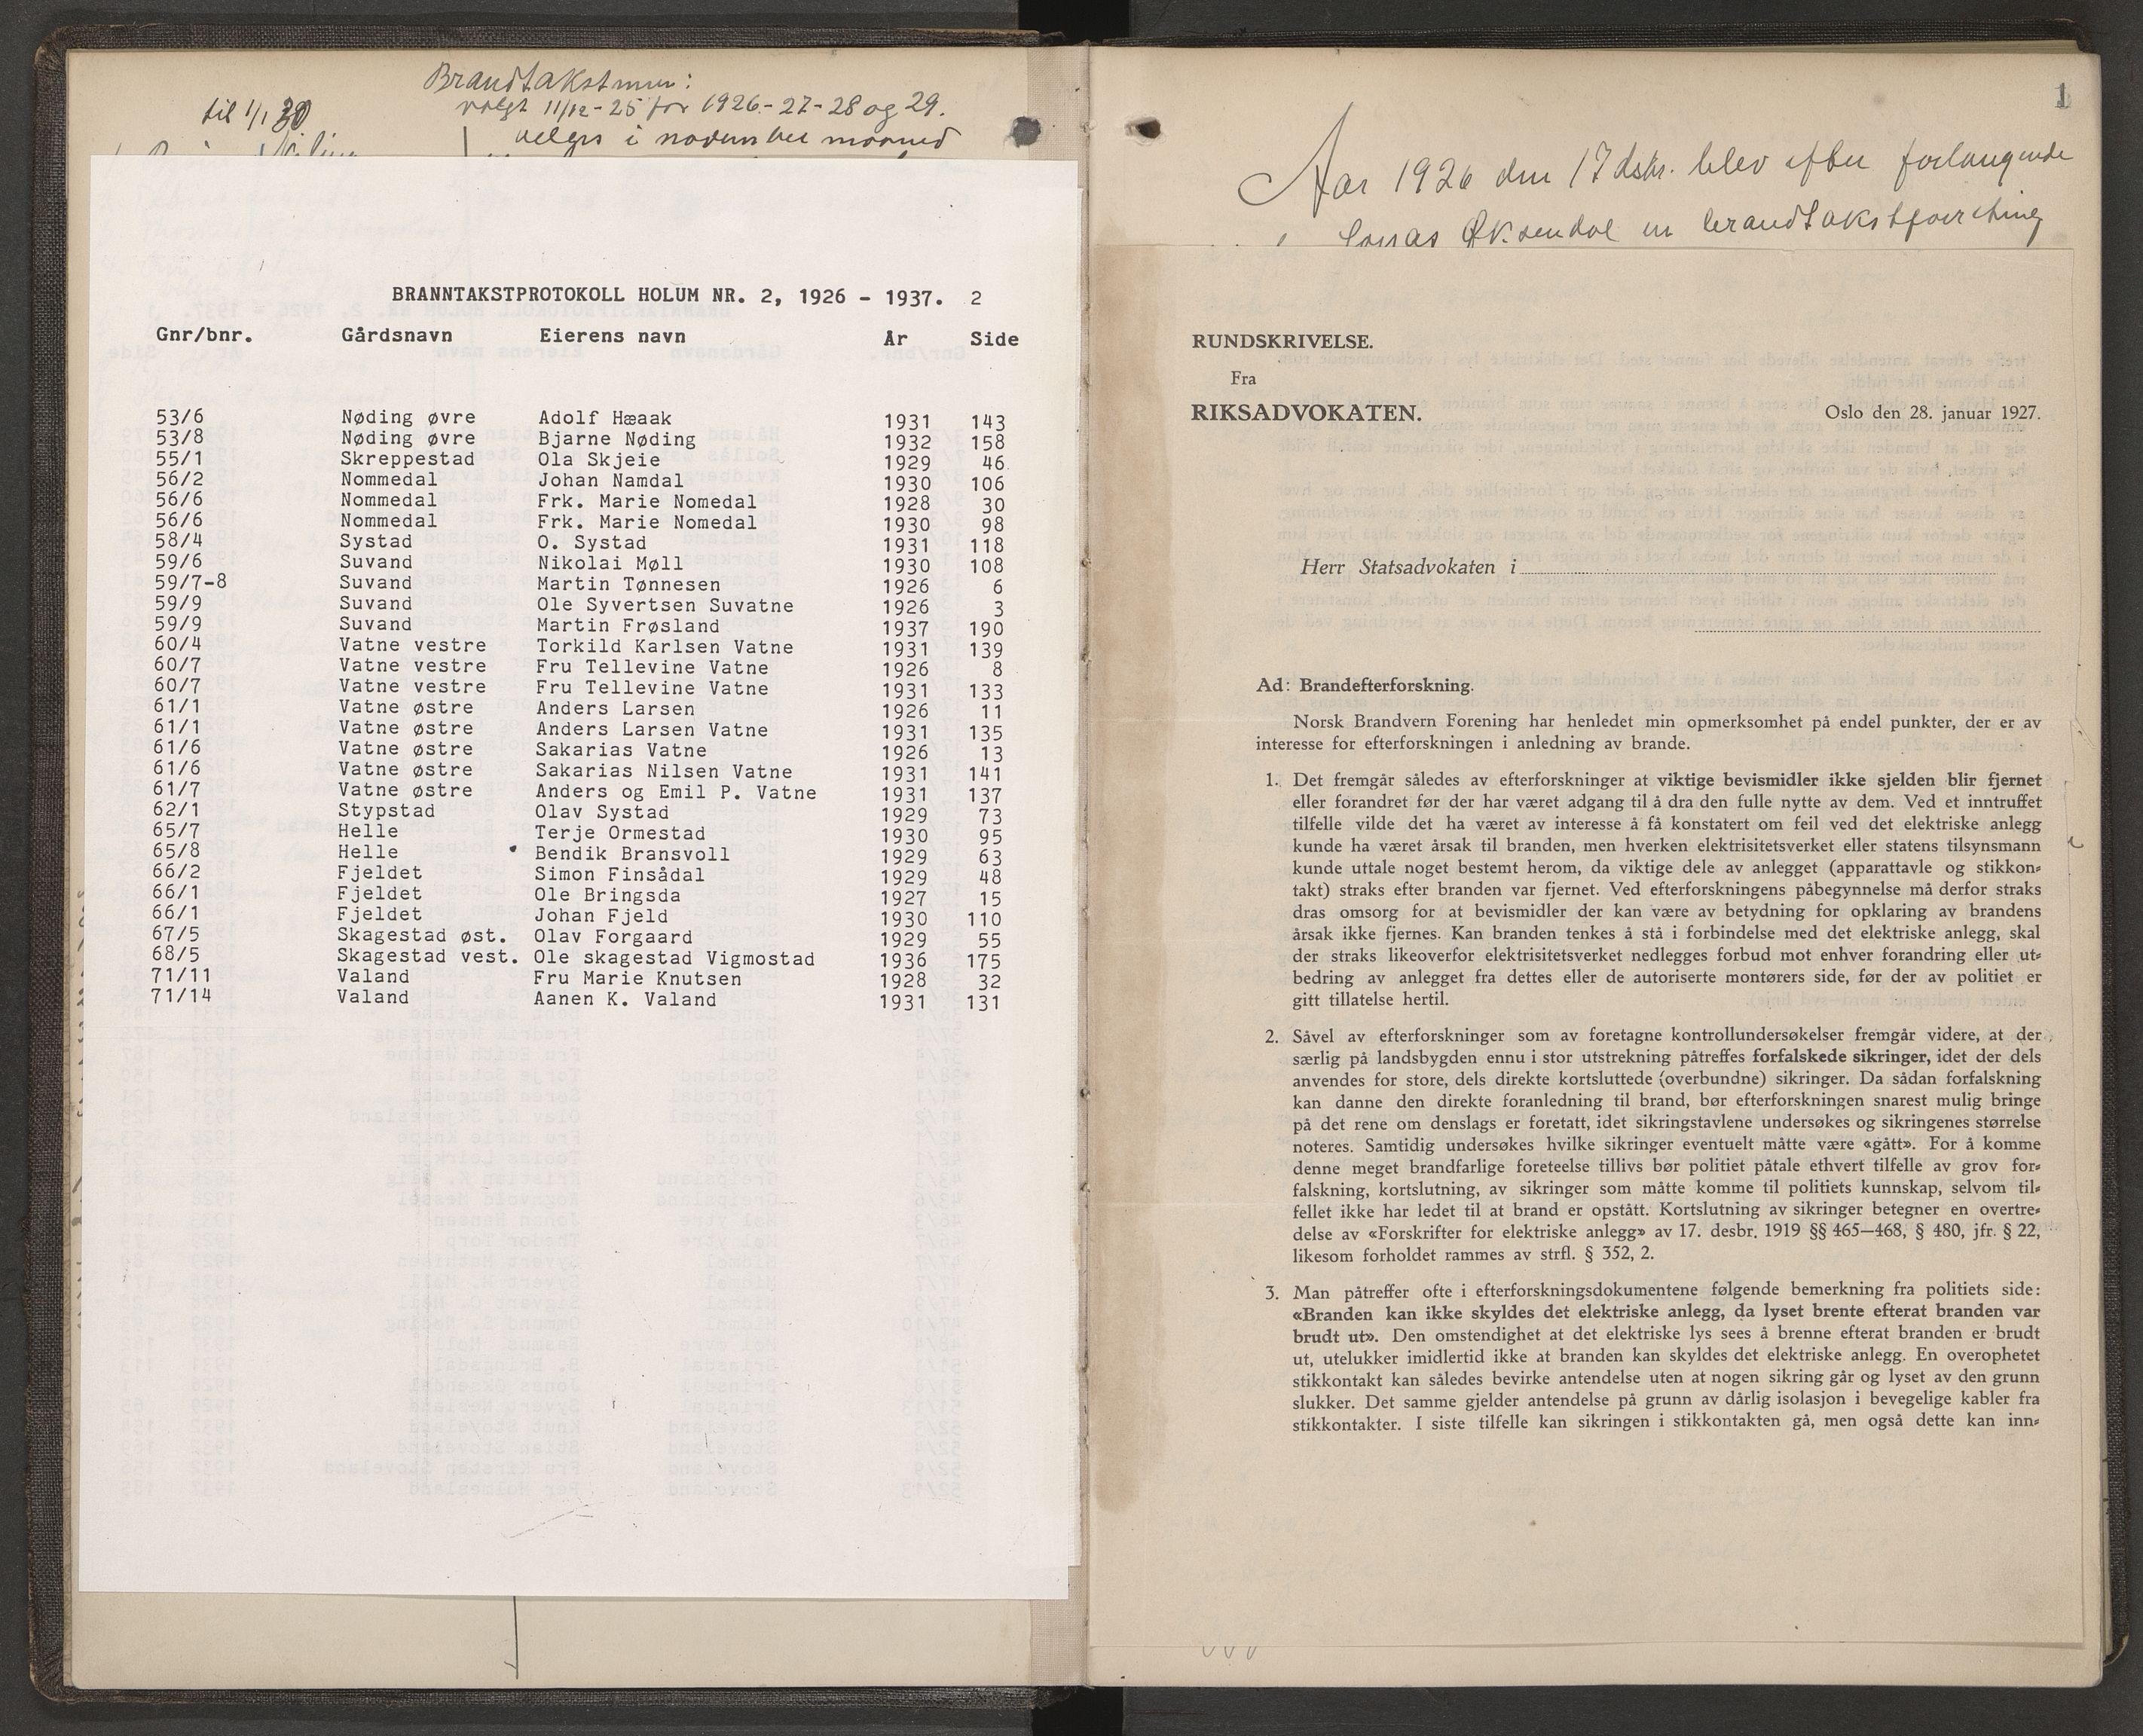 Brandtakstmen:
til 1/1 30
valgt 11/12-25 for 1926-27-28 og 29.
velges i november maaned
BRANNTAKSTPROTOKOLL HOLUM NR. 2, 1926 - 1937. 2
Gnr/bnr. Gårdsnavn Eierens navn År Side
53/6 Nøding øvre Adolf Hæaak 1931 143
53/8 Nøding øvre Bjarne Nøding 1932 158
55/1 Skreppestad Ola Skjeie 1929 46
56/2 Nommedal Johan Namdal 1930 106
56/6 Nommedal Frk. Marie Nomedal 1928 30
56/6 Nommedal Frk. Marie Nomedal 1930 98
58/4 Systad O. Systad 1931 118
59/6 Suvand Nikolai Møll 1930 108
59/7-8 Suvand Martin Tønnesen 1926 6
59/9 Suvand Ole Syvertsen Suvatne 1926 3
59/9 Suvand Martin Frøsland 1937 190
60/4 Vatne vestre Torkild Karlsen Vatne 1931 139
60/7 Vatne vestre Fru Tellevine Vatne 1926 8
60/7 Vatne vestre Fru Tellevine Vatne 1931 133
61/1 Vatne østre Anders Larsen 1926 11
61/1 Vatne østre Anders Larsen Vatne 1931 135
61/6 Vatne østre Sakarias Vatne 1926 13
61/6 Vatne østre Sakarias Nilsen Vatne 1931 141
61/7 Vatne østre Anders og Emil P. Vatne 1931 137
62/1 Stypstad Olav Systad 1929 73
65/7 Helle Terje Ormestad 1930 95
65/8 Helle Bendik Bransvoll 1929 63
66/2 Fjeldet Simon Finsådal 1929 48
66/1 Fjeldet Ole Bringsda 1927 15
66/1 Fjeldet Johan Fjeld 1930 110
67/5 Skagestad øst. Olav Forgaard 1929 55
68/5 Skagestad vest. Ole skagestad Vigmostad 1936 175
71/11 Valand Fru Marie Knutsen 1928 32
71/14 Valand Aanen K. Valand 1931 131
1
Aar 1926 den 17 dsbr. blev efter forlangende
Jonas Øksendal en brandtakstforretning
RUNDSKRIVELSE.
Fra
RIKSADVOKATEN. Oslo den 28. januar 1927.
Herr Statsadvokaten i
Ad: Brandefterforskning.
Norsk Brandvern Forening har henledet min opmerksomhet på endel punkter, der er av
interesse for efterforskningen i anledning av brande.
1. Det fremgår således av efterforskninger at viktige bevismidler ikke sjelden blir fjernet
eller forandret før der har været adgang til å dra den fulle nytte av dem. Ved et inntruffet
tilfelle vilde det ha været av interesse å få konstatert om feil ved det elektriske anlegg
kunde ha været årsak til branden, men hverken elektrisitetsverket eller statens tilsynsmann
kunde uttale noget bestemt herom, da viktige dele av anlegget (apparattavle og stikkon-
takt) straks efter branden var fjernet. Ved efterforskningens påbegynnelse må derfor straks
dras omsorg for at bevismidler der kan være av betydning for opklaring av brandens
årsak ikke fjernes. Kan branden tenkes å stå i forbindelse med det elektriske anlegg, skal
der straks likeoverfor elektrisitetsverket nedlegges forbud mot enhver forandring eller ut-
bedring av anlegget fra dettes eller de autoriserte montørers side, før der av politiet er
gitt tillatelse hertil.
2. Såvel av efterforskninger som av foretagne kontrollundersøkelser fremgår videre, at der
særlig på landsbygden ennu i stor utstrekning påtreffes forfalskede sikringer, idet der dels
anvendes for store, dels direkte kortsluttede (overbundne) sikringer. Da sådan forfalskning
kan danne den direkte foranledning til brand, bør efterforskningen snarest mulig bringe
på det rene om denslags er foretatt, idet sikringstavlene undersøkes og sikringenes størrelse
noteres. Samtidig undersøkes hvilke sikringer eventuelt måtte være «gått». For å komme
denne meget brandfarlige foreteelse tillivs bør politiet påtale ethvert tilfelle av grov for-
falskning, kortslutning, av sikringer som måtte komme til politiets kunnskap, selvom til-
fellet ikke har ledet til at brand er opstått. Kortslutning av sikringer betegner en overtre-
delse av «Forskrifter for elektriske anlegg» av 17. desbr. 1919 §§ 465—468, § 480, jfr. § 22,
likesom forholdet rammes av strfl. § 352, 2.
3. Man påtreffer ofte i efterforskningsdokumentene følgende bemerkning fra politiets side:
«Branden kan ikke skyldes det elektriske anlegg, da lyset brente efterat branden var
brudt ut». Den omstendighet at det elektriske lys sees å brenne efterat branden er brudt
ut, utelukker imidlertid ikke at branden kan skyldes det elektriske anlegg. En overophetet
stikkontakt kan således bevirke antendelse uten at nogen sikring går og lyset av den grunn
slukker. Det samme gjelder antendelse på grunn av dårlig isolasjon i bevegelige kabler fra
stikkontakter. I siste tilfelle kan sikringen i stikkontakten gå, men også dette kan inn-